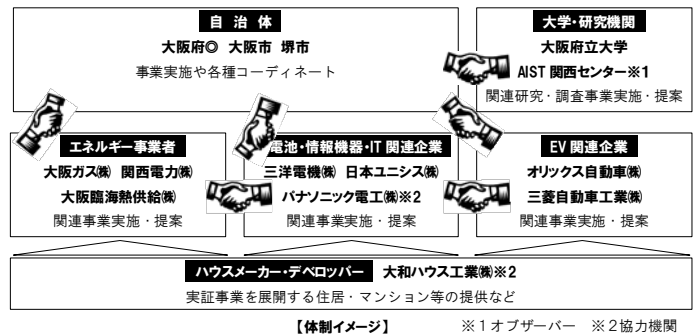 自治体
大阪府◎ 大阪市 堺市
事業実施や各種コーディネート
大学・研究機関
大阪府立大学
AIST 関西センター※1
関連研究・調査事業実施・提案
エネルギー事業者
大阪ガス㈱ 関西電力㈱
大阪臨海熱供給㈱
関連事業実施・提案
電池・情報機器・IT 関連企業
三洋電機㈱ 日本ユニシス㈱
パナソニック電工㈱※2
関連事業実施・提案
EV 関連企業
オリックス自動車㈱
三菱自動車工業㈱
関連事業実施・提案
ハウスメーカー・デベロッパー 大和ハウス工業㈱※2
実証事業を展開する住居・マンション等の提供など
【体制イメージ】 ※1オブザーバー ※2協力機関